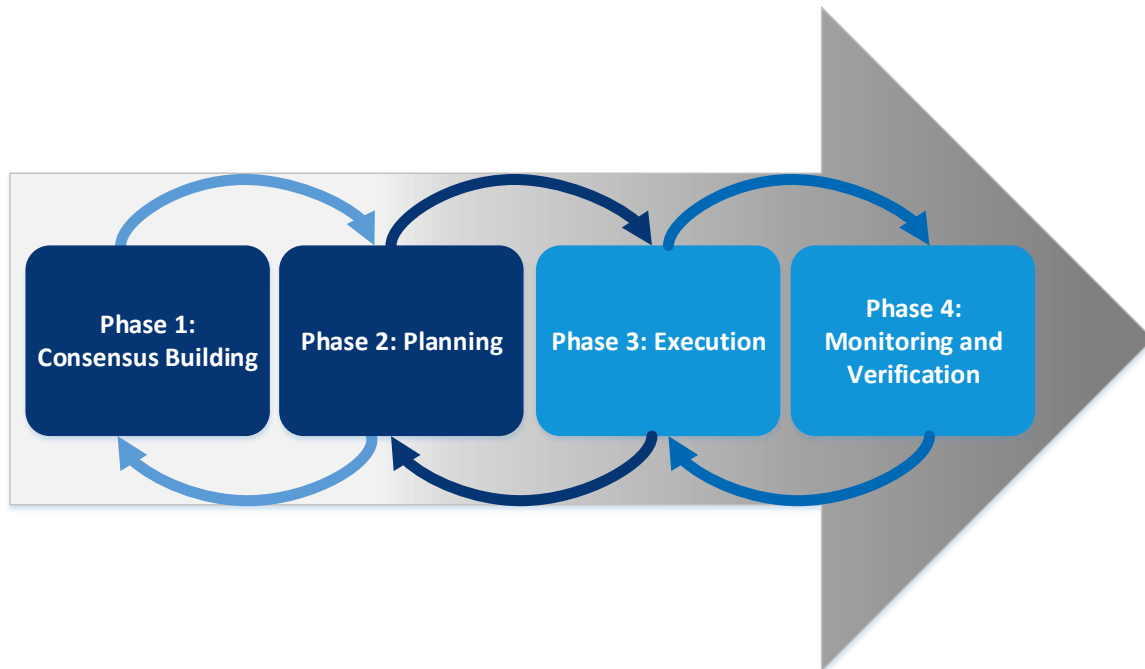 Phase 1:
Consensus Building
Phase 2: Planning
Phase 3: Execution
Phase 4:
Monitoring and
Verification